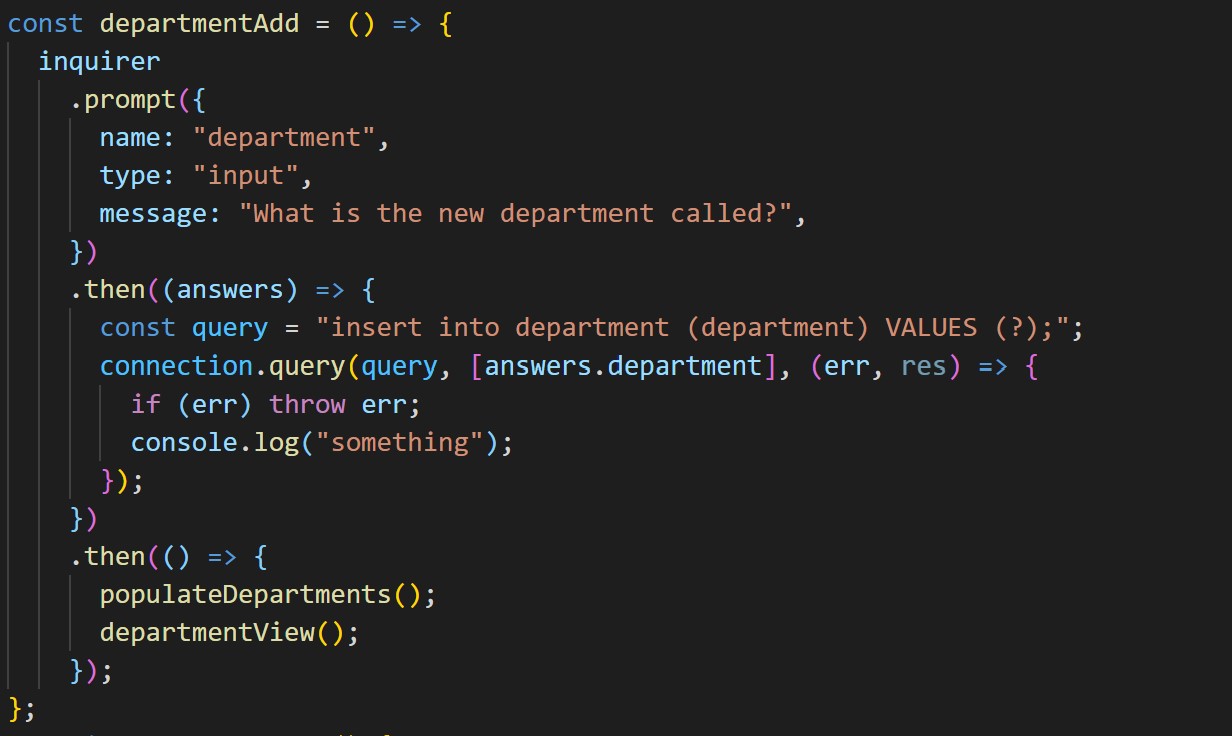 const departmentAdd = () => {
  inquirer
    .prompt({
      name: "department",
      type: "input",
      message: "What is the new department called?",
    })
    .then((answers) => {
      const query = "insert into department (department) VALUES (?);";
      connection.query(query, [answers.department], (err, res) => {
        if (err) throw err;
        console.log("something");
      });
    })
    .then(() => {
      populateDepartments();
      departmentView();
    });
};